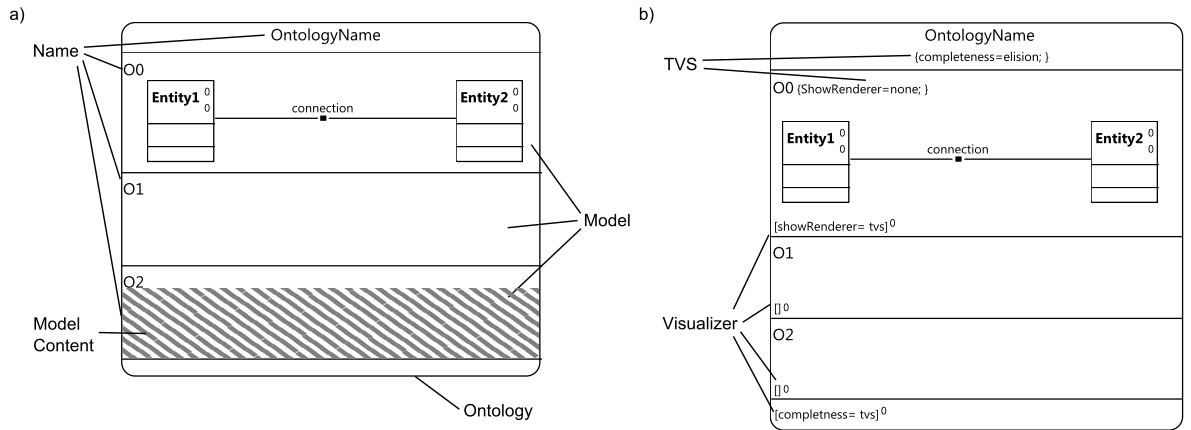 a)
Name
OntologyName
O0
Entity1 0
0
connection
Entity2 0
0
O1
Model
O2
Model
Content
Ontology
b)
OntologyName
TVS
{completeness=elision; }
O0 {ShowRenderer=none; }
Entity1 0
0
connection
Entity2 0
0
[showRenderer= tvs] 0
O1
[] 0
Visualizer
O2
[] 0
[completness= tvs] 0